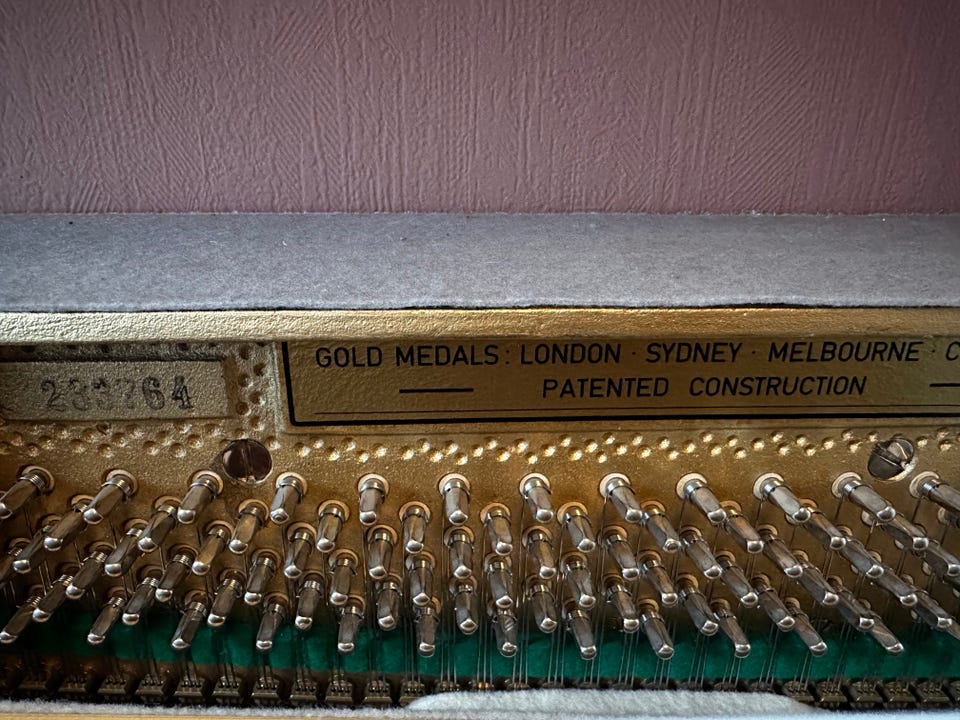 GOLD MEDALS: LONDON · SYDNEY · MELBOURNE · C
PATENTED CONSTRUCTION